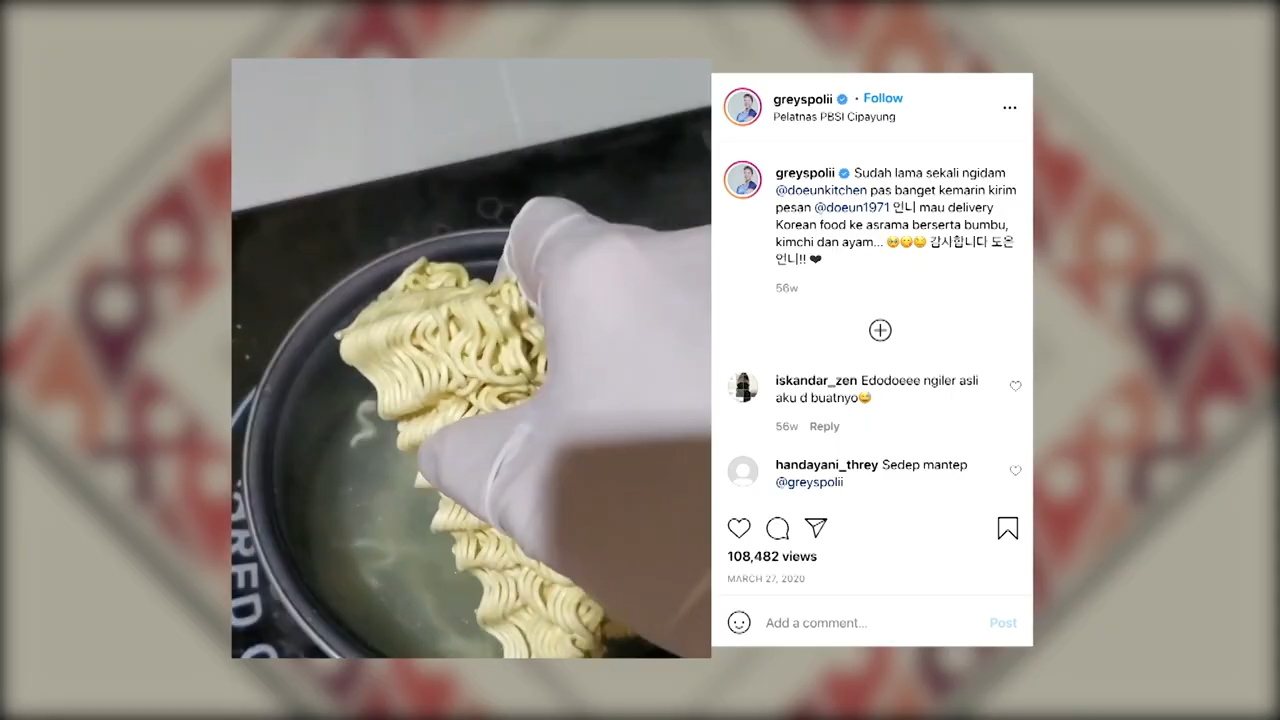 greyspolii • Follow
Pelatnas PBSI Cipayung
greyspolii Sudah lama sekali ngidam
@doeunkitchen pas banget kemarin kirim
pesan @doeun1971 인니 mau delivery
Korean food ke asrama berserta bumbu,
kimchi dan ayam... 🥺😋😋 감사합니다 도은
언니!! ❤
56w
iskandar_zen Edodoeee ngiler asli
aku d buatnyo😅
56w Reply
handayani_threy Sedep mantep
@greyspolii
108,482 views
MARCH 27, 2020
Add a comment... Post